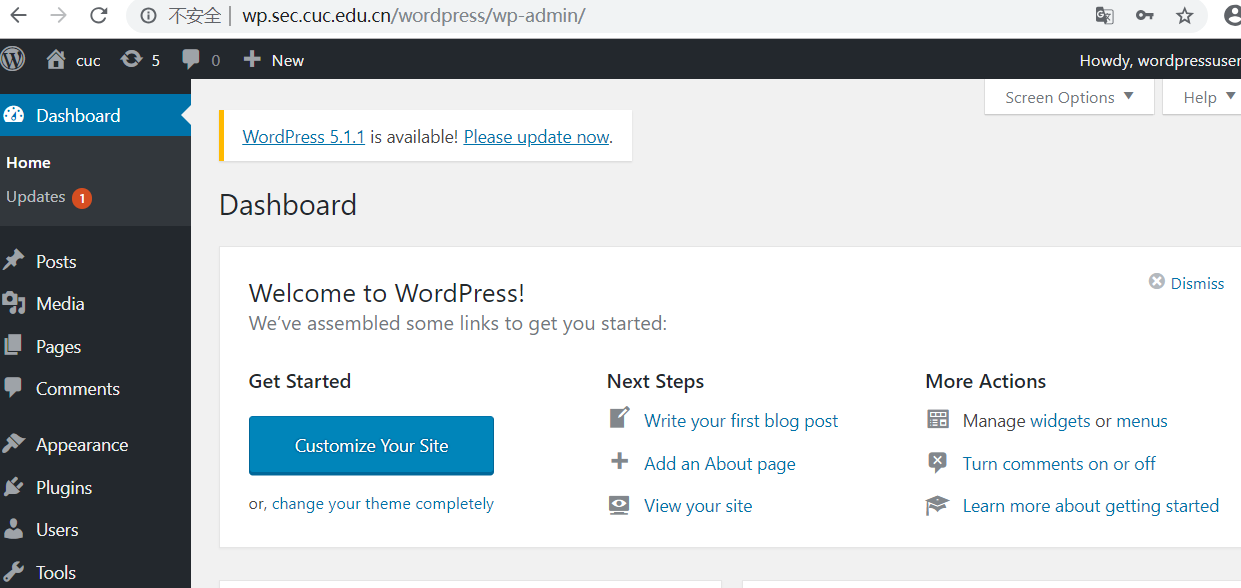 不安全 | wp.sec.cuc.edu.cn/wordpress/wp-admin/
cuc 5 0 New Howdy, wordpressuser
Screen Options Help
Dashboard
WordPress 5.1.1 is available! Please update now.
Home
Updates 1
Dashboard
Posts
Media
Pages
Comments
Appearance
Plugins
Users
Tools
Welcome to WordPress!
Dismiss
We've assembled some links to get you started:
Get Started
Customize Your Site
or, change your theme completely
Next Steps
Write your first blog post
Add an About page
View your site
More Actions
Manage widgets or menus
Turn comments on or off
Learn more about getting started